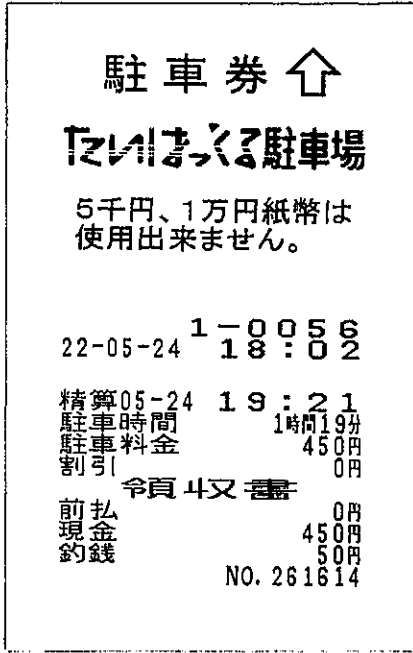 駐車券⇧
たいはっくる駐車場
5千円、1万円紙幣は
使用出来ません。
1-0056
22-05-24 18:02
精算05-24 19:21
駐車時間 1時間19分
駐車料金 450円
割引 0円
領収書
前払 0円
現金 450円
釣銭 50円
NO.261614